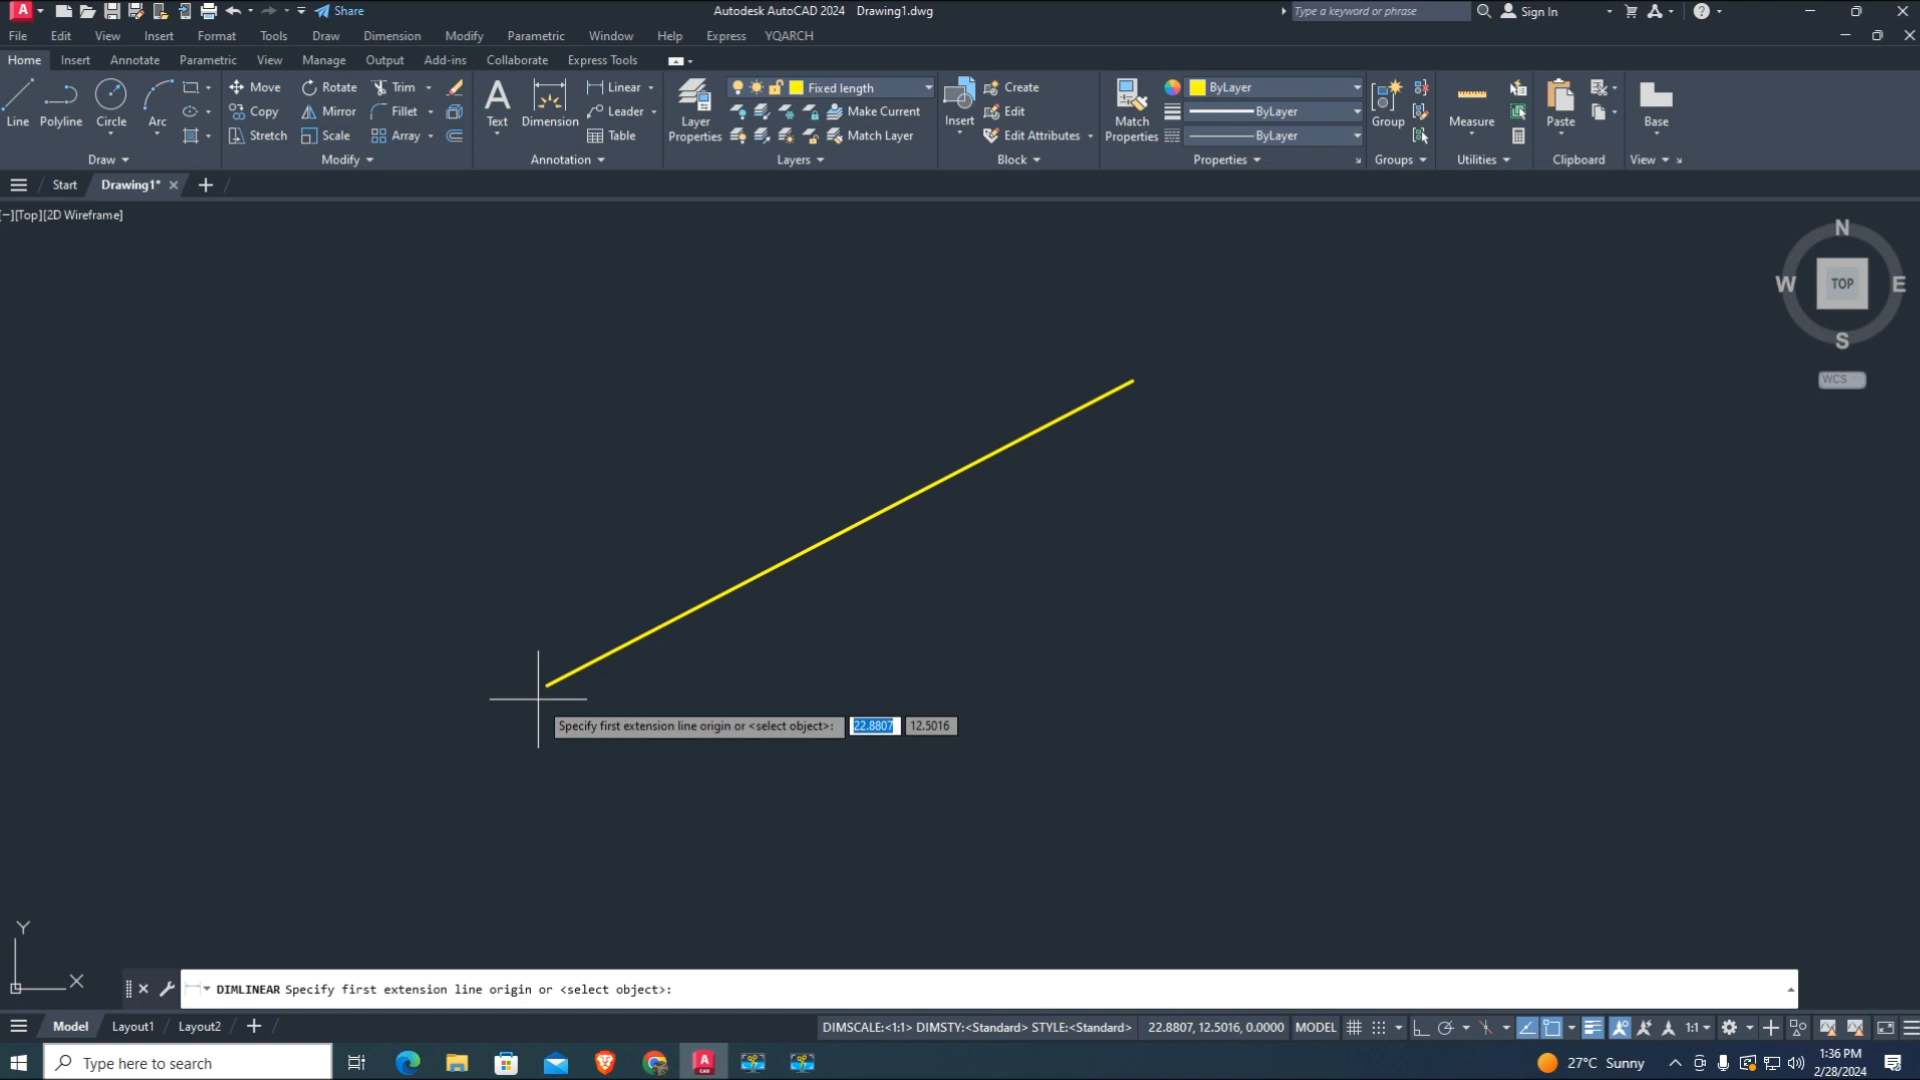 A Share Autodesk AutoCAD 2024 Drawing1.dwg Type a keyword or phrase Sign In
File Edit View Insert Format Tools Draw Dimension Modify Parametric Window Help Express YQARCH
Home Insert Annotate Parametric View Manage Output Add-ins Collaborate Express Tools
Line Polyline Circle Arc
Move Rotate Trim
Copy Mirror Fillet
Stretch Scale Array
Text Dimension
Linear
Leader
Table
Layer Properties
Fixed length
Make Current
Match Layer
Insert
Create
Edit
Edit Attributes
Match Properties
ByLayer
ByLayer
ByLayer
Group
Measure
Paste
Base
Draw Modify Annotation Layers Block Properties Groups Utilities Clipboard View
Start Drawing1*
[−][Top][2D Wireframe]
N
W TOP E
S
WCS
Specify first extension line origin or <select object>: 22.8807 12.5016
Y
X
DIMLINEAR Specify first extension line origin or <select object>:
Model Layout1 Layout2 DIMSCALE:<1:1> DIMSTY:<Standard> STYLE:<Standard> 22.8807, 12.5016, 0.0000 MODEL 1:1
Type here to search A CAD 27°C Sunny 1:36 PM
2/28/2024